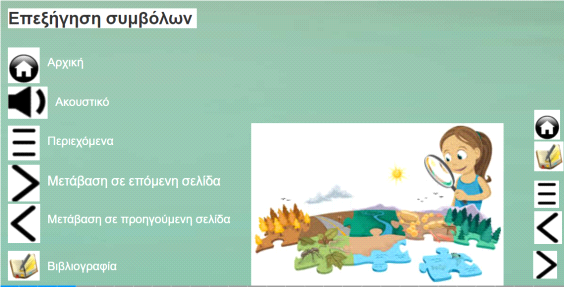 Επεξήγηση συμβόλων
Αρχική
Ακουστικό
Περιεχόμενα
Μετάβαση σε επόμενη σελίδα
Μετάβαση σε προηγούμενη σελίδα
Βιβλιογραφία